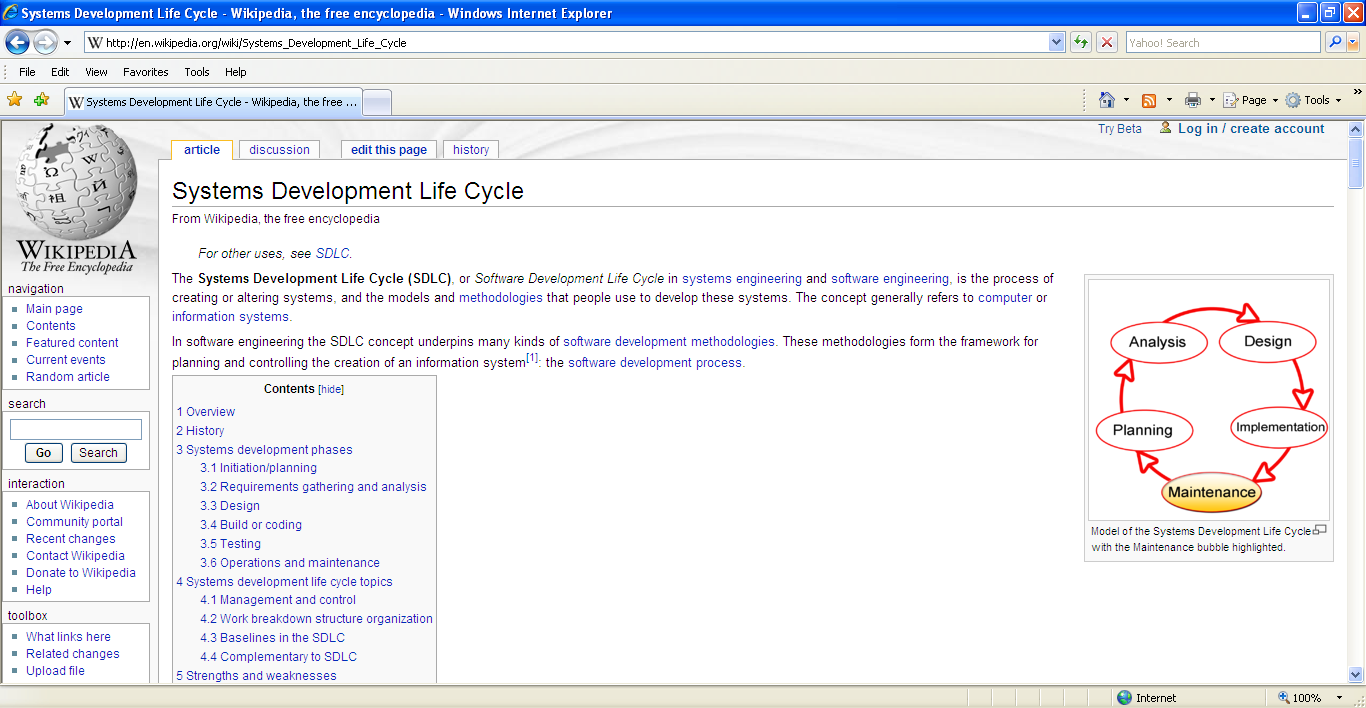 Systems Development Life Cycle - Wikipedia, the free encyclopedia - Windows Internet Explorer
http://en.wikipedia.org/wiki/Systems_Development_Life_Cycle
Yahoo! Search
File Edit View Favorites Tools Help
Systems Development Life Cycle - Wikipedia, the free ...
Page Tools
Try Beta Log in / create account
article discussion edit this page history
WIKIPEDIA
The Free Encyclopedia
navigation
Main page
Contents
Featured content
Current events
Random article
search
Go Search
interaction
About Wikipedia
Community portal
Recent changes
Contact Wikipedia
Donate to Wikipedia
Help
toolbox
What links here
Related changes
Upload file
Systems Development Life Cycle
From Wikipedia, the free encyclopedia
For other uses, see SDLC.
The Systems Development Life Cycle (SDLC), or Software Development Life Cycle in systems engineering and software engineering, is the process of
creating or altering systems, and the models and methodologies that people use to develop these systems. The concept generally refers to computer or
information systems.
In software engineering the SDLC concept underpins many kinds of software development methodologies. These methodologies form the framework for
planning and controlling the creation of an information system[1]: the software development process.
Contents [hide]
1 Overview
2 History
3 Systems development phases
3.1 Initiation/planning
3.2 Requirements gathering and analysis
3.3 Design
3.4 Build or coding
3.5 Testing
3.6 Operations and maintenance
4 Systems development life cycle topics
4.1 Management and control
4.2 Work breakdown structure organization
4.3 Baselines in the SDLC
4.4 Complementary to SDLC
5 Strengths and weaknesses
Analysis
Design
Planning
Implementation
Maintenance
Model of the Systems Development Life Cycle
with the Maintenance bubble highlighted.
Internet
100%